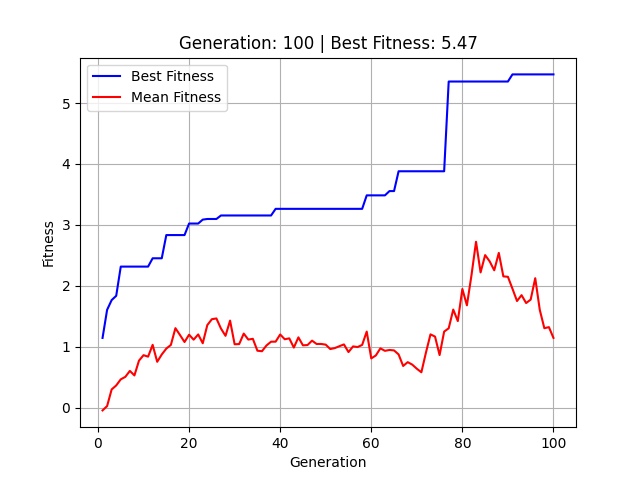 Generation: 100 | Best Fitness: 5.47
Best Fitness
Mean Fitness
5
4
3
2
1
0
Fitness
0 20 40 60 80 100
Generation